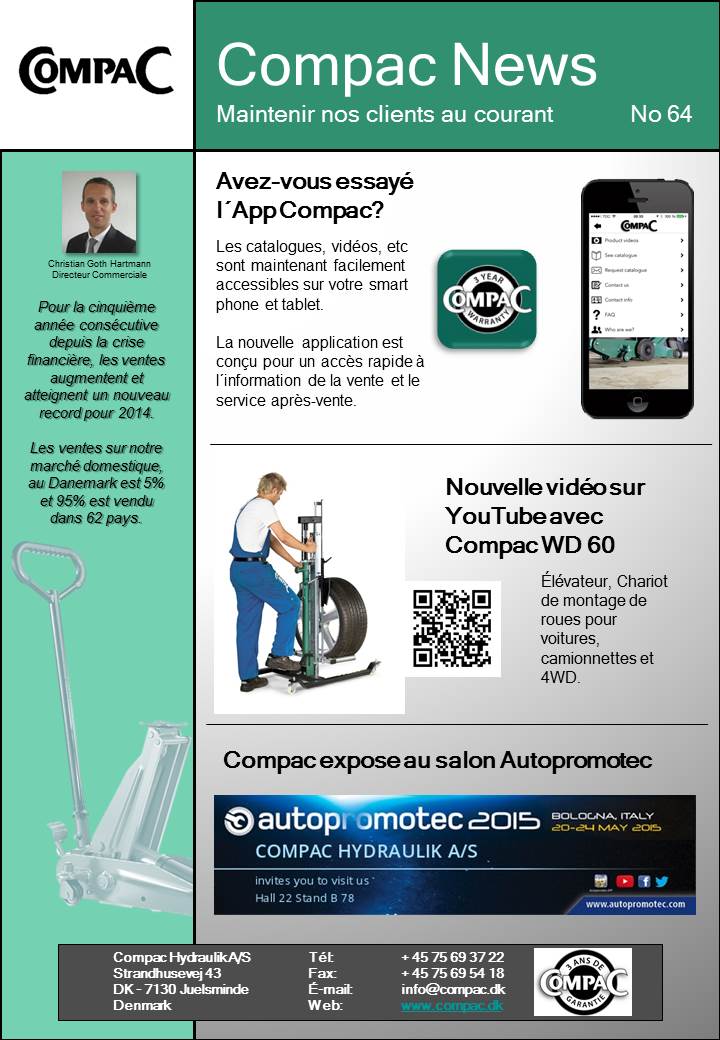 COMPAC
Compac News
Maintenir nos clients au courant No 64
Christian Goth Hartmann
Directeur Commerciale
Pour la cinquième
année consécutive
depuis la crise
financière, les ventes
augmentent et
atteignent un nouveau
record pour 2014.
Les ventes sur notre
marché domestique,
au Danemark est 5%
et 95% est vendu
dans 62 pays.
Avez-vous essayé
l´App Compac?
Les catalogues, vidéos, etc
sont maintenant facilement
accessibles sur votre smart
phone et tablet.
La nouvelle application est
conçu pour un accès rapide à
l´information de la vente et le
service après-vente.
3 YEAR
COMPAC
WARRANTY
COMPAC
Product videos
See catalogue
Request catalogue
Contact us
Contact info
FAQ
Who are we?
Nouvelle vidéo sur
YouTube avec
Compac WD 60
Élévateur, Chariot
de montage de
roues pour
voitures,
camionnettes et
4WD.
Compac expose au salon Autopromotec
autopromotec 2015 BOLOGNA, ITALY
20-24 MAY 2015
COMPAC HYDRAULIK A/S
invites you to visit us
Hall 22 Stand B 78
www.autopromotec.com
Compac Hydraulik A/S Tél: + 45 75 69 37 22
Strandhusevej 43 Fax: + 45 75 69 54 18
DK - 7130 Juelsminde É-mail: info@compac.dk
Denmark Web: www.compac.dk
3 ANS DE
COMPAC
GARANTIE